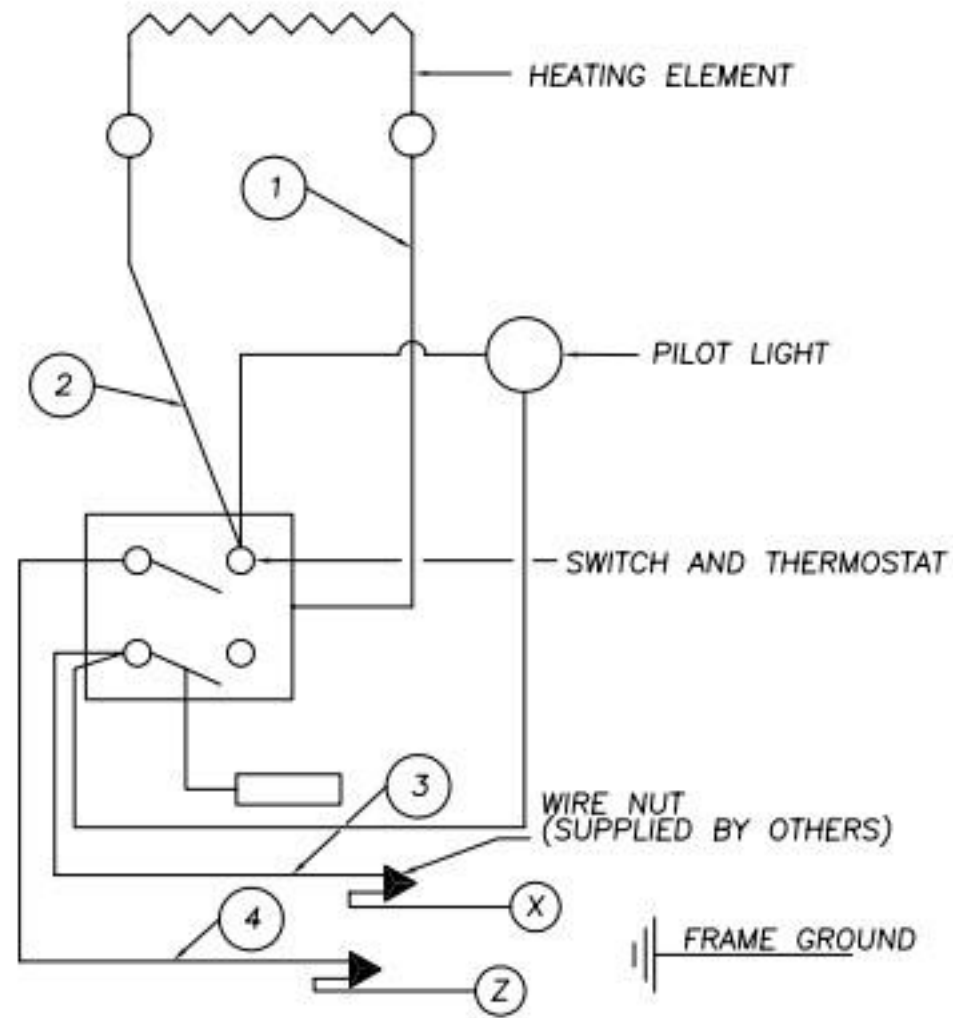 HEATING ELEMENT
1
PILOT LIGHT
2
SWITCH AND THERMOSTAT
3
WIRE NUT
(SUPPLIED BY OTHERS)
4
X
FRAME GROUND
Z